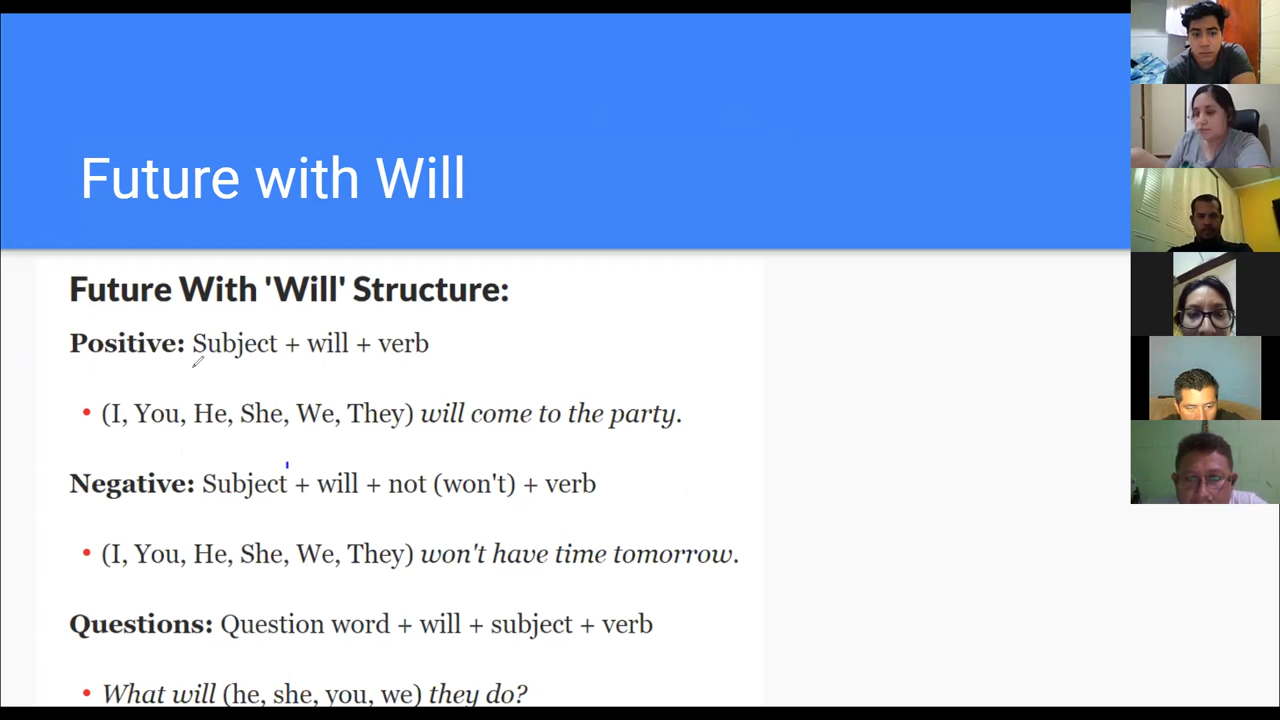 Future with Will
Future With 'Will' Structure:
Positive: Subject + will + verb
• (I, You, He, She, We, They) will come to the party.
Negative: Subject + will + not (won't) + verb
• (I, You, He, She, We, They) won't have time tomorrow.
Questions: Question word + will + subject + verb
• What will (he, she, you, we) they do?